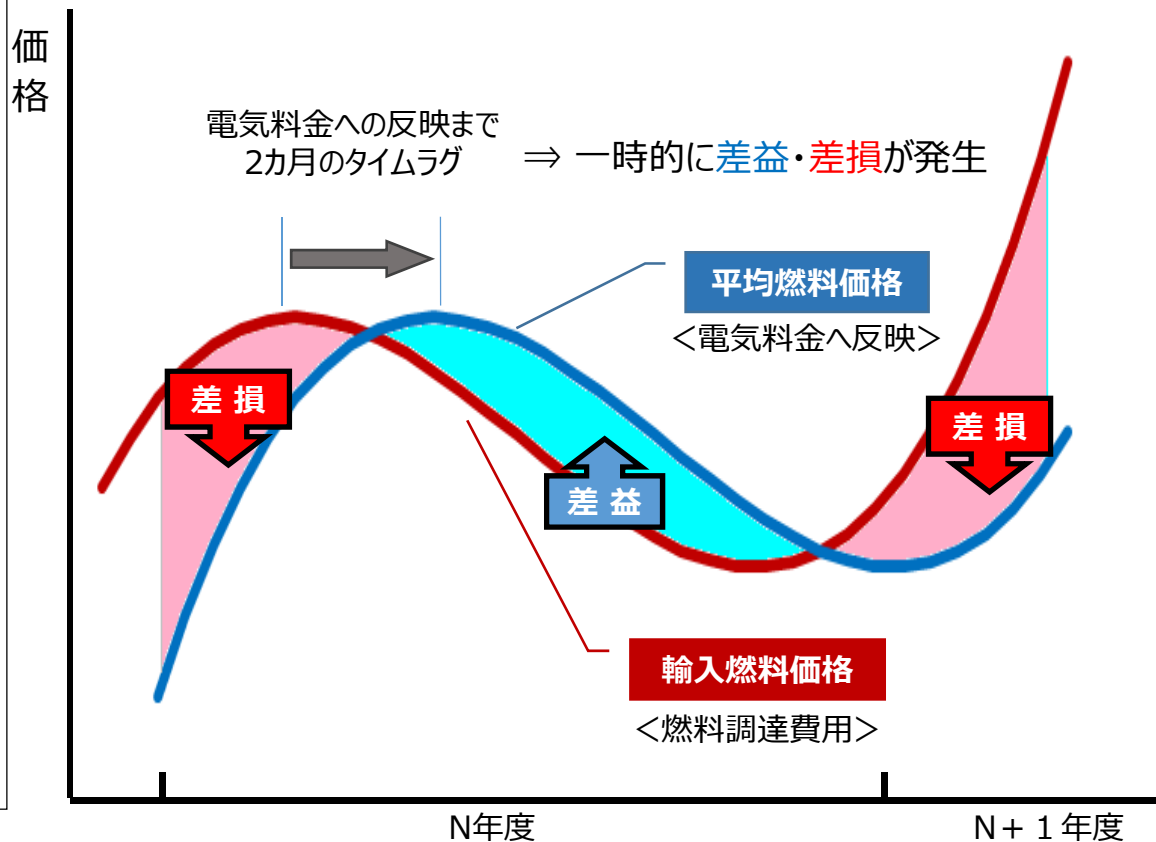 価格
電気料金への反映まで
2カ月のタイムラグ
⇒ 一時的に差益・差損が発生
平均燃料価格
＜電気料金へ反映＞
差 損
差 損
差 益
輸入燃料価格
＜燃料調達費用＞
N年度
N＋１年度